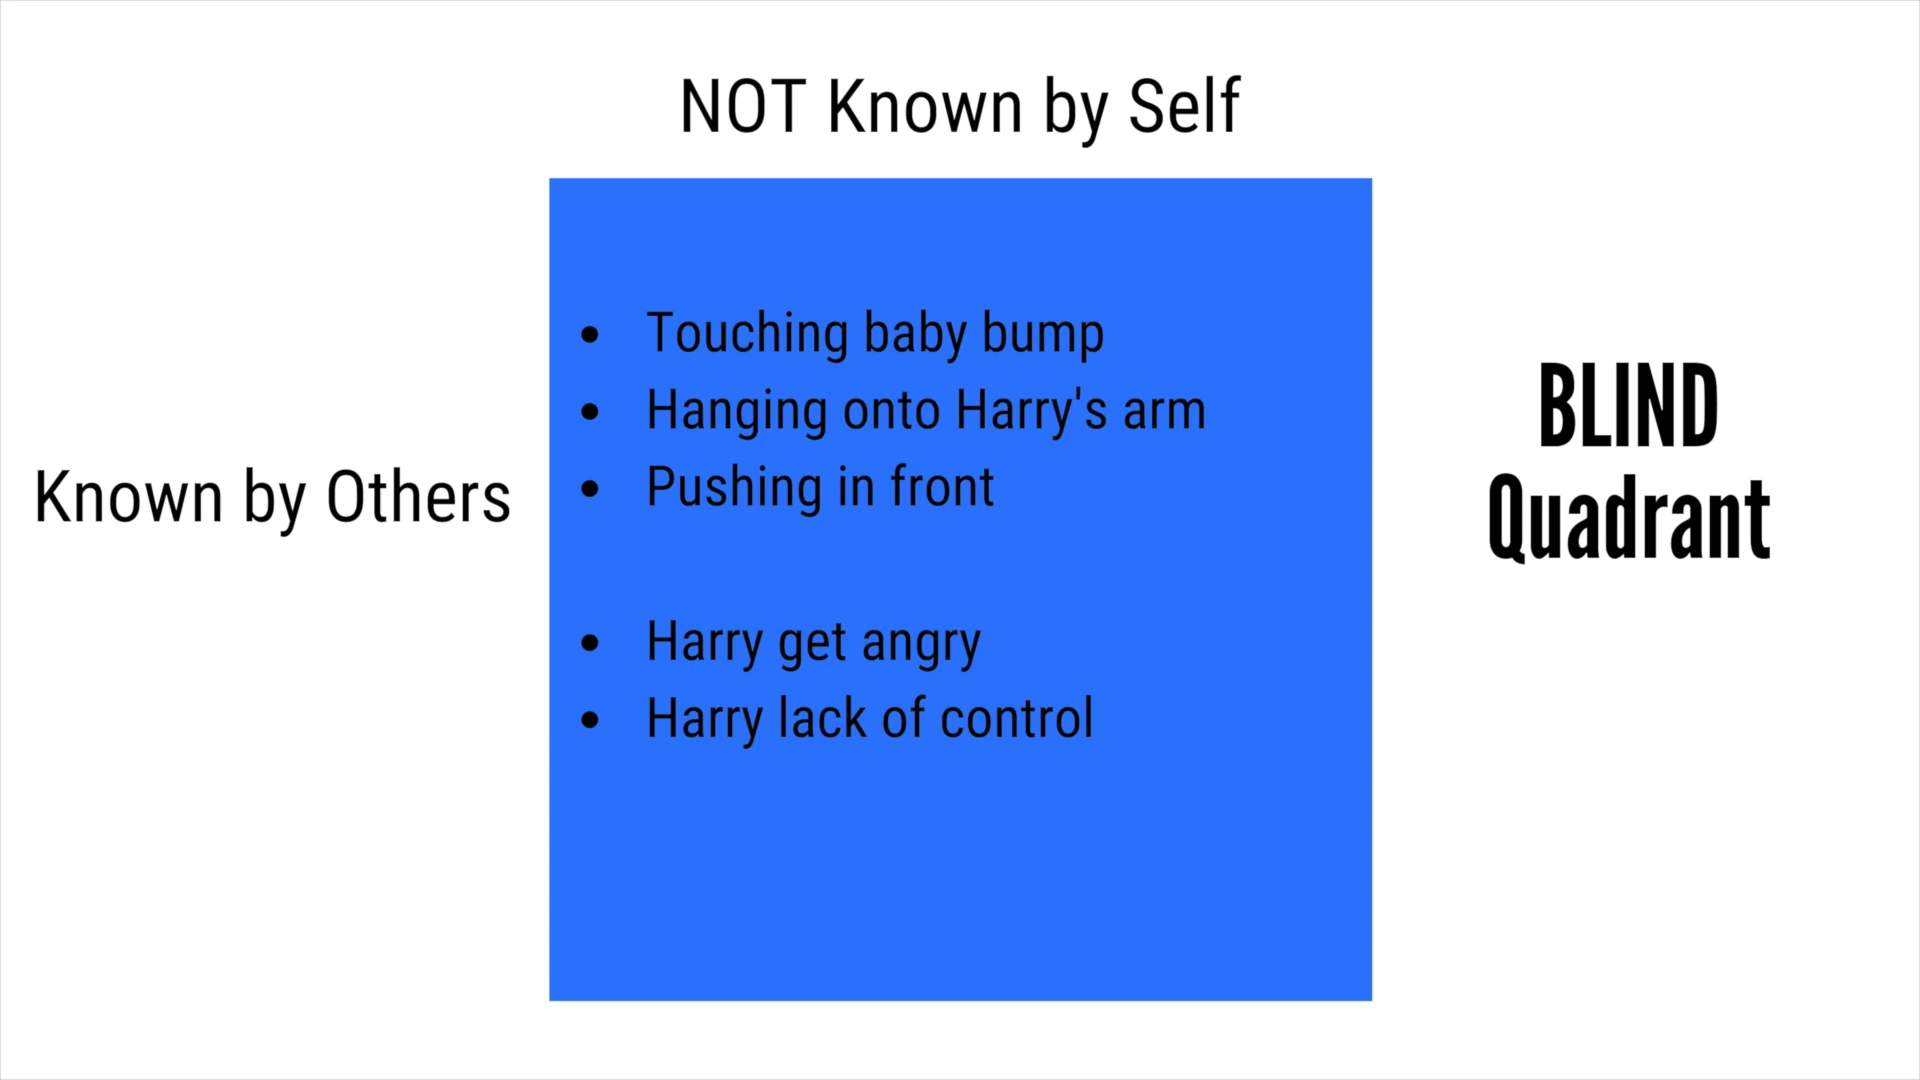 NOT Known by Self
Known by Others
• Touching baby bump
• Hanging onto Harry's arm
• Pushing in front
• Harry get angry
• Harry lack of control
BLIND
Quadrant